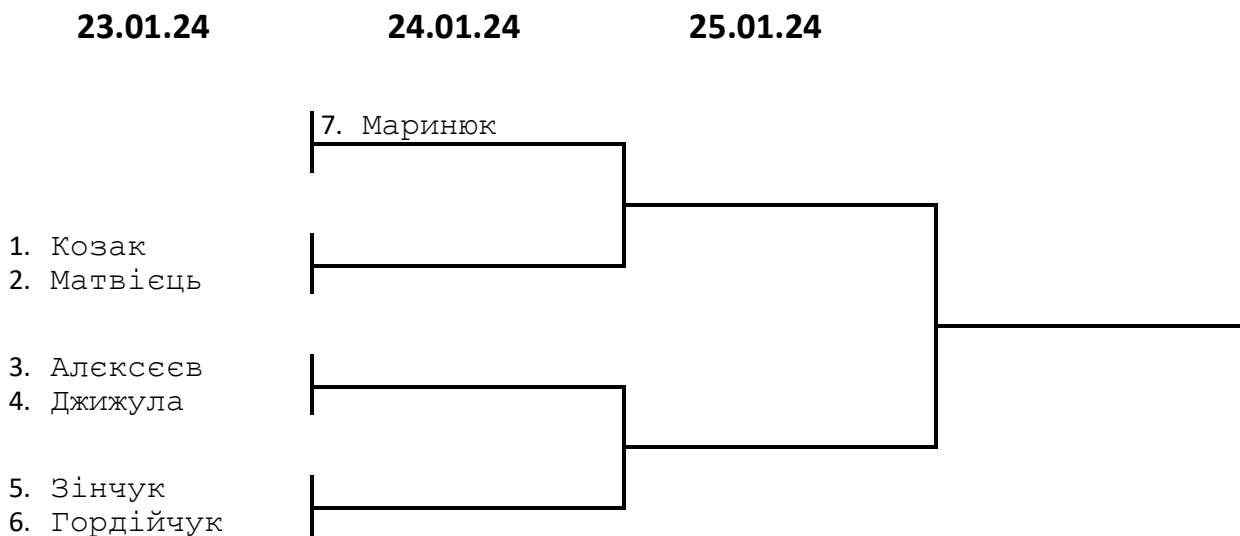 23.01.24 24.01.24 25.01.24
7. Маринюк
1. Козак
2. Матвієць
3. Алєксєєв
4. Джижула
5. Зінчук
6. Гордійчук